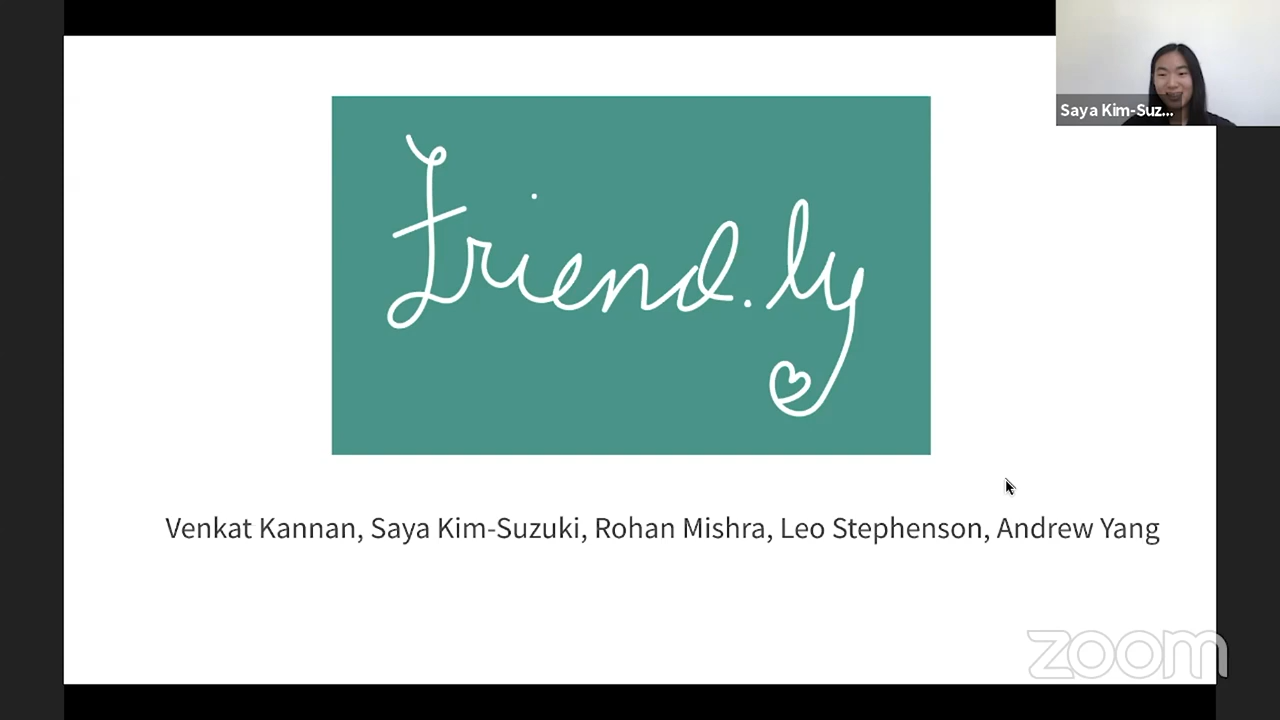 Saya Kim-Suz...
Friend.ly
Venkat Kannan, Saya Kim-Suzuki, Rohan Mishra, Leo Stephenson, Andrew Yang
zoom